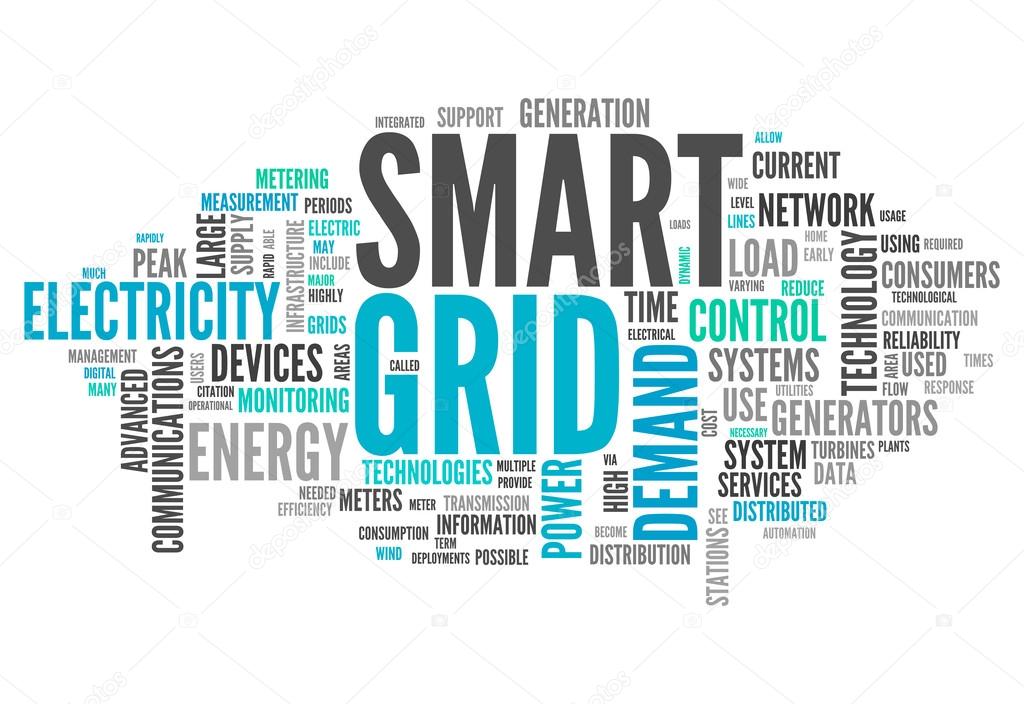 INTEGRATED
SUPPORT
GENERATION
SMART
GRID
ALLOW
CURRENT
WIDE
LEVEL
LINES
NETWORK
USAGE
METERING
MEASUREMENT
PERIODS
LARGE
SUPPLY
RAPID
ABLE
INFRASTRUCTURE
ELECTRIC
MAY
INCLUDE
MAJOR
HIGHLY
GRIDS
RAPIDLY
PEAK
MUCH
ELECTRICITY
LOADS
DYNAMIC
LOAD
HOME
EARLY
VARYING
REDUCE
TECHNOLOGY
USING
REQUIRED
CONSUMERS
TECHNOLOGICAL
COMMUNICATION
RELIABILITY
TIME
ELECTRICAL
CONTROL
MANAGEMENT
DIGITAL
MANY
ADVANCED
COMMUNICATIONS
USERS
DEVICES
AREAS
CITATION
OPERATIONAL
MONITORING
ENERGY
CALLED
DEMAND
SYSTEMS
UTILITIES
AREA
USED
TIMES
FLOW
RESPONSE
COST
USE
GENERATORS
NECESSARY
SYSTEM
TURBINES
PLANTS
DATA
SERVICES
SEE
DISTRIBUTED
AUTOMATION
STATIONS
TECHNOLOGIES
MULTIPLE
PROVIDE
POWER
VIA
HIGH
NEEDED
EFFICIENCY
METERS
METER
TRANSMISSION
CONSUMPTION
INFORMATION
TERM
WIND
DEPLOYMENTS
POSSIBLE
BECOME
DISTRIBUTION
depositphotos
depositphotos
depositphotos
depositphotos